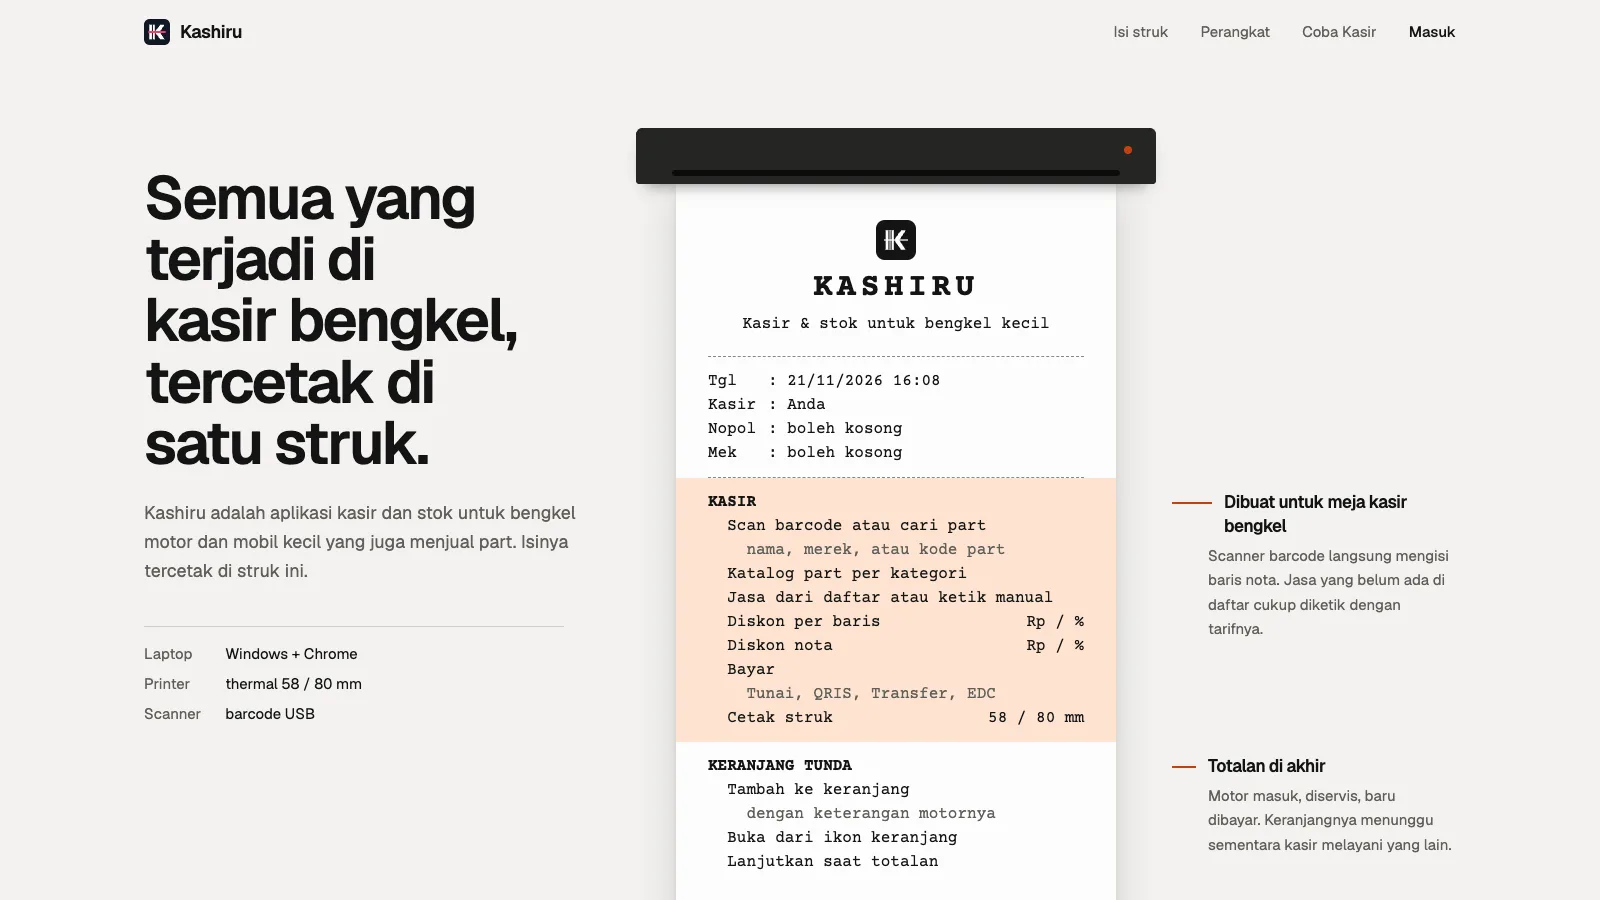 Kashiru
Isi struk
Perangkat
Coba Kasir
Masuk
Semua yang
terjadi di
kasir bengkel,
tercetak di
satu struk.
Kashiru adalah aplikasi kasir dan stok untuk bengkel
motor dan mobil kecil yang juga menjual part. Isinya
tercetak di struk ini.
Laptop Windows + Chrome
Printer thermal 58 / 80 mm
Scanner barcode USB
K
KASHIRU
Kasir & stok untuk bengkel kecil
Tgl : 21/11/2026 16:08
Kasir : Anda
Nopol : boleh kosong
Mek : boleh kosong
KASIR
Scan barcode atau cari part
nama, merek, atau kode part
Katalog part per kategori
Jasa dari daftar atau ketik manual
Diskon per baris Rp / %
Diskon nota Rp / %
Bayar
Tunai, QRIS, Transfer, EDC
Cetak struk 58 / 80 mm
KERANJANG TUNDA
Tambah ke keranjang
dengan keterangan motornya
Buka dari ikon keranjang
Lanjutkan saat totalan
Dibuat untuk meja kasir
bengkel
Scanner barcode langsung mengisi
baris nota. Jasa yang belum ada di
daftar cukup diketik dengan
tarifnya.
Totalan di akhir
Motor masuk, diservis, baru
dibayar. Keranjangnya menunggu
sementara kasir melayani yang lain.